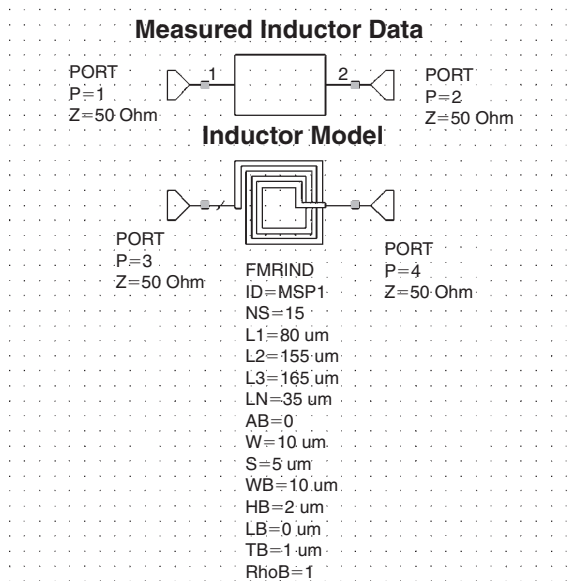 Measured Inductor Data
PORT
P=1
Z=50 Ohm
1
2
PORT
P=2
Z=50 Ohm
Inductor Model
PORT
P=3
Z=50 Ohm
PORT
P=4
Z=50 Ohm
FMRIND
ID=MSP1
NS=15
L1=80 um
L2=155 um
L3=165 um
LN=35 um
AB=0
W=10 um
S=5 um
WB=10 um
HB=2 um
LB=0 um
TB=1 um
RhoB=1